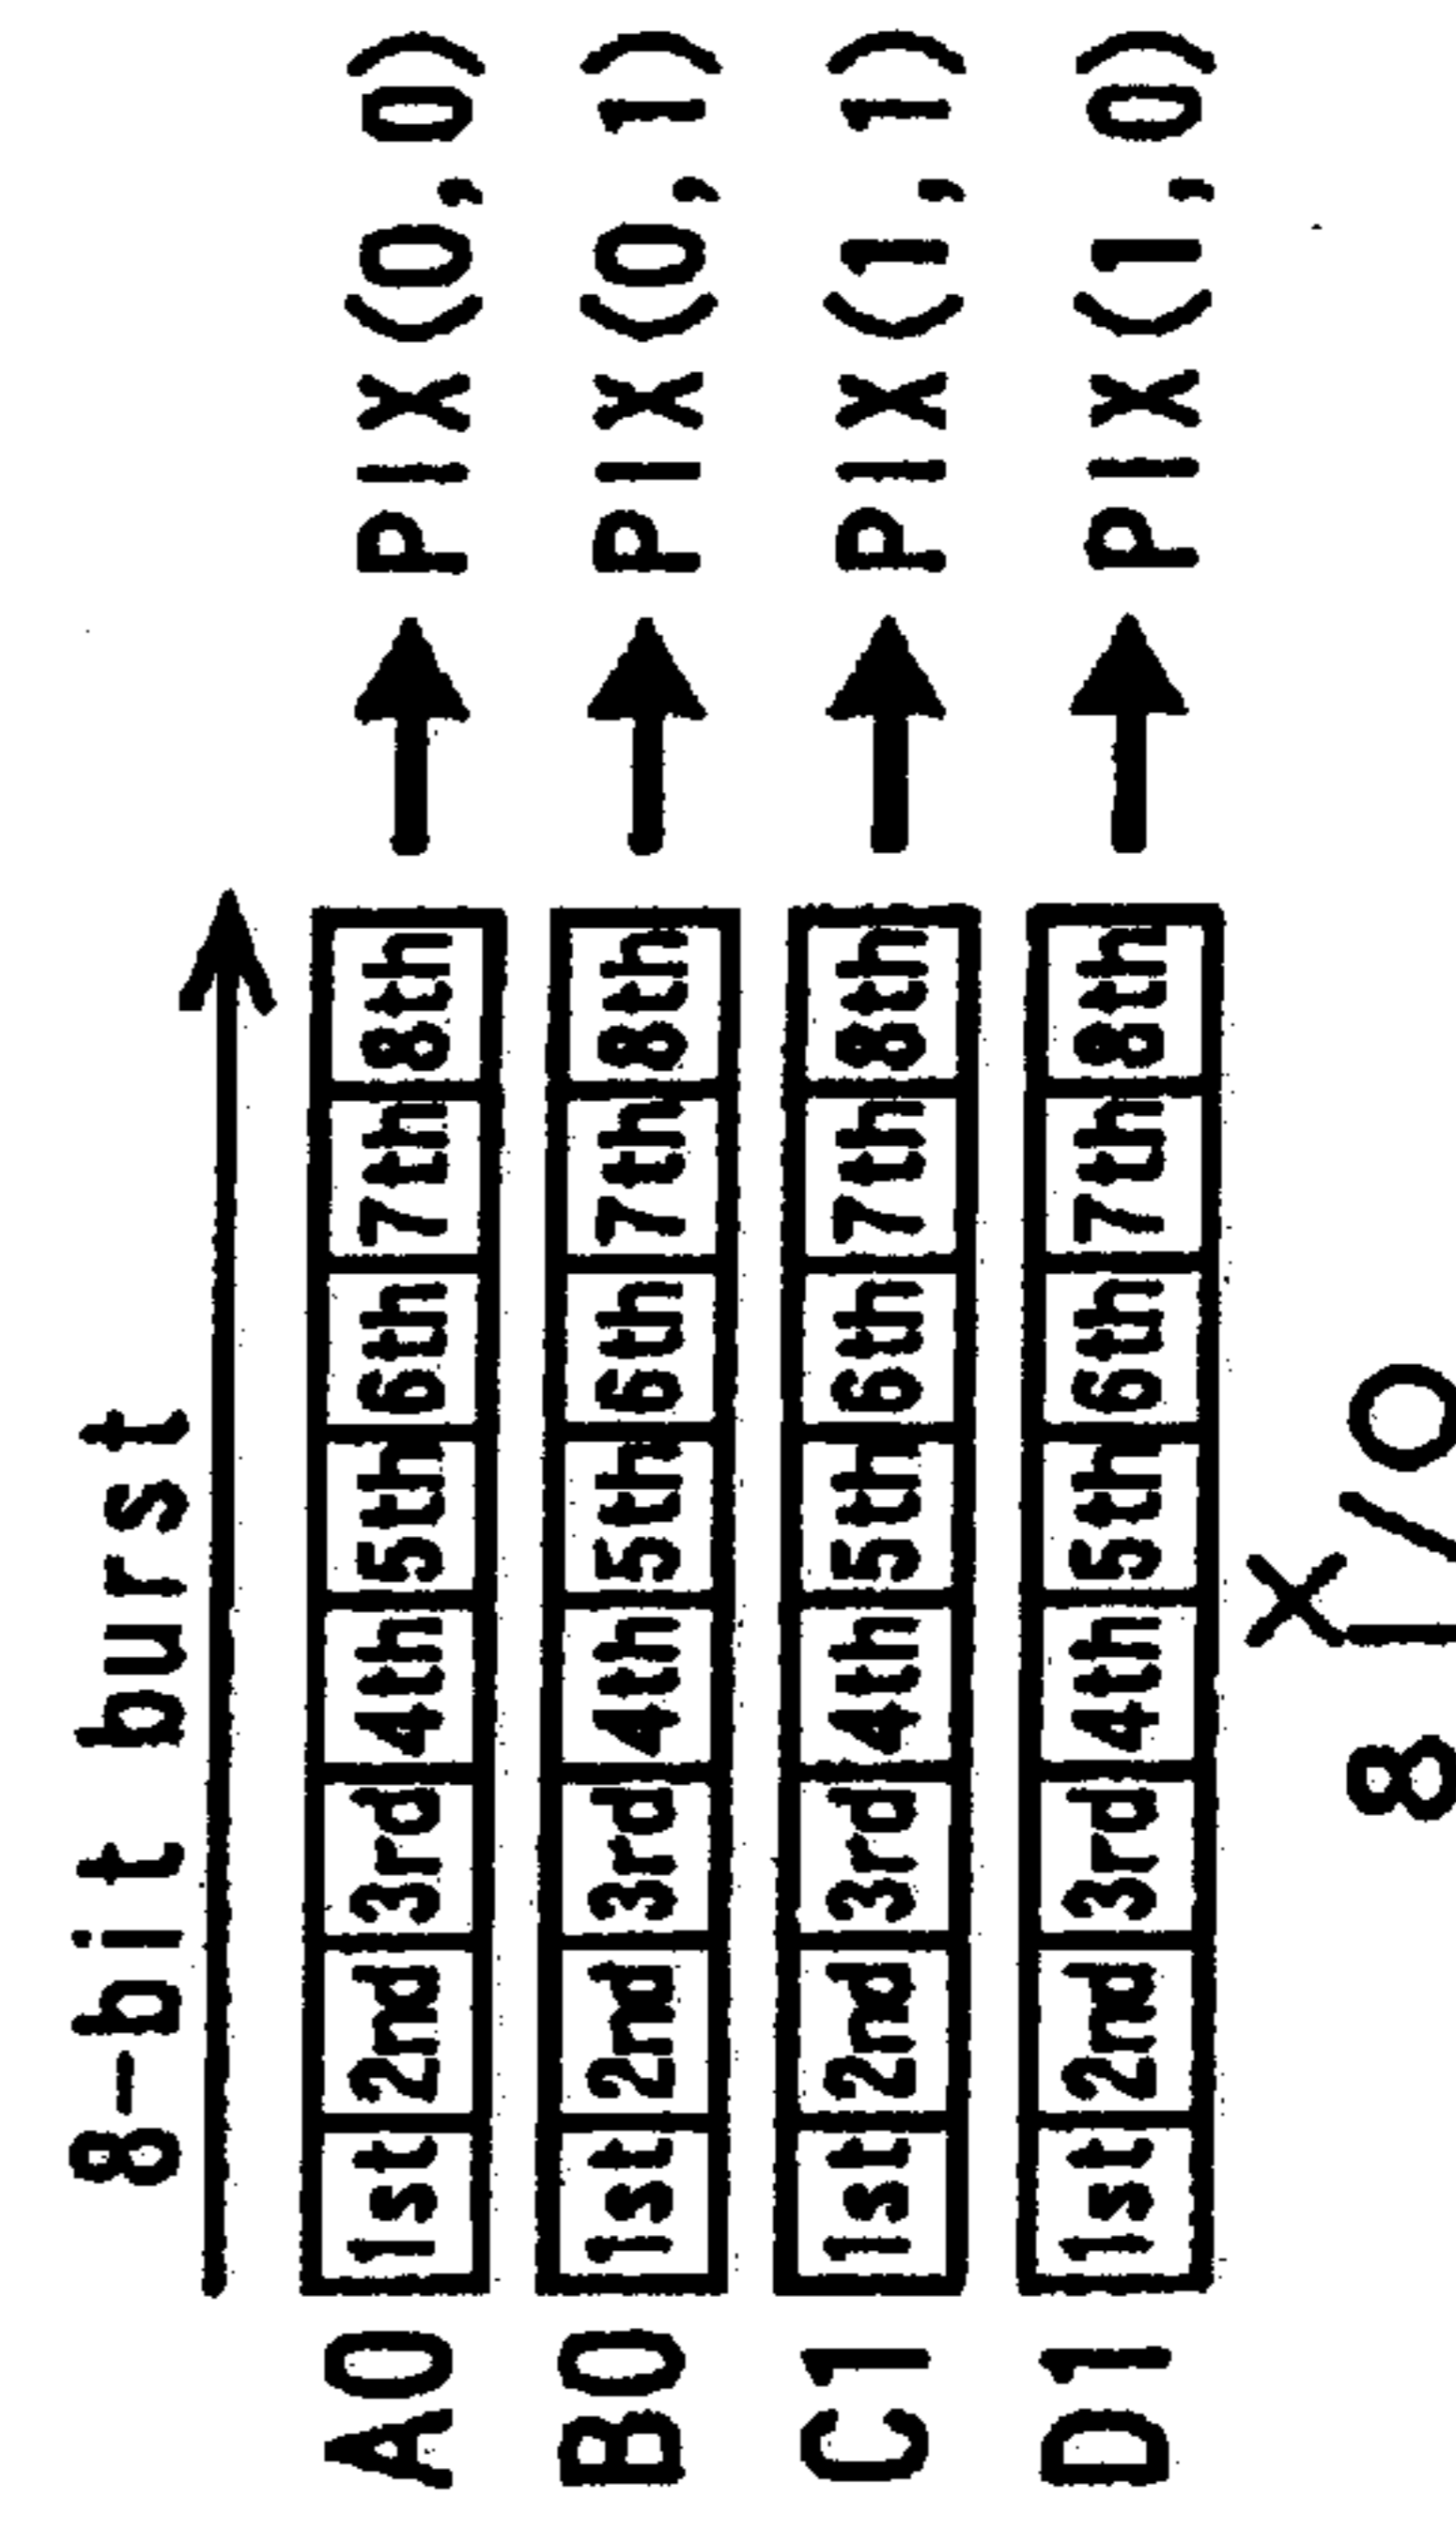 8-bit burst
A0 1st 2nd 3rd 4th 5th 6th 7th 8th PIX(0,0)
B0 1st 2nd 3rd 4th 5th 6th 7th 8th PIX(0,1)
C1 1st 2nd 3rd 4th 5th 6th 7th 8th PIX(1,1)
D1 1st 2nd 3rd 4th 5th 6th 7th 8th PIX(1,0)
X
8 I/O